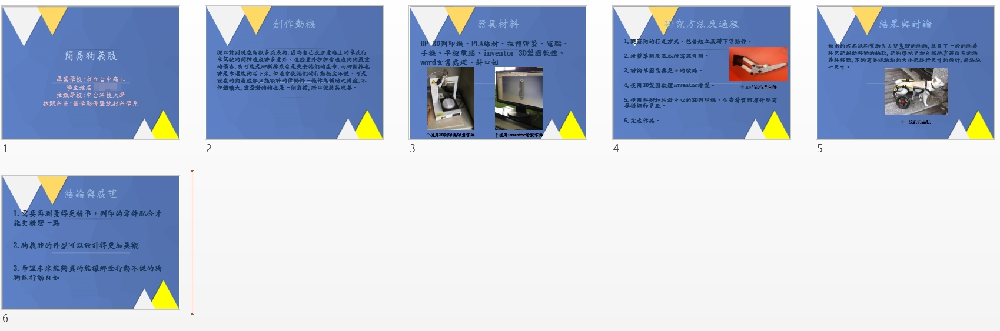 簡易狗義肢
畢業學校:市立台中高工
學生姓名
推甄學校:中台科技大學
推甄科系:醫學影像暨放射科學系
1
創作動機
從以前到現在有很多流浪狗,因為自己沒注意路上的車及行
車駕駛的閃神造成許多意外。這些意外往往會造成狗狗嚴重
的傷害,有可能是腳斷掉或者是失去牠們的生命,而腳斷掉也
許是幸運能夠活下來,但這會使牠們的行動極度不便。可是
現在的狗義肢都只能設計的像輪椅一樣作為輔助之用途,不
但體積大,重量對狗狗也是一個負擔,所以便將其改善。
2
器具材料
UP 3D列印機、PLA線材、扭轉彈簧、電腦、
手機、平板電腦、inventor 3D製圖軟體、
word文書處理、斜口鉗
↑使用3D列印機印出零件
↑使用inventor繪製零件
3
研究方法及過程
1.觀察狗的行走方式，包含起立及蹲下等動作。
2.繪製草圖及基本所需零件圖。
3.討論草圖需要更正的缺點。
4.使用3D製圖軟體inventor繪製。
5.使用科辦和技教中心的3D列印機，並查看實體有什麼需
要微調和更正。
6.完成作品。
↑3D列印作品實體
4
結果與討論
做出的成品能夠幫助失去整隻腳的狗狗,改良了一般的狗義
肢只能輔助移動的缺點,能夠讓牠更加自然地靠著改良的狗
義肢移動,不過需要視狗狗的大小來進行尺寸的設計,無法統
一尺寸。
↑一般的狗義肢
5
結論與展望
1.需要再測量得更精準，列印的零件配合才
能更精密一點
2.狗義肢的外型可以設計得更加美觀
3.希望未來能夠真的能讓那些行動不便的狗
狗能行動自如
6